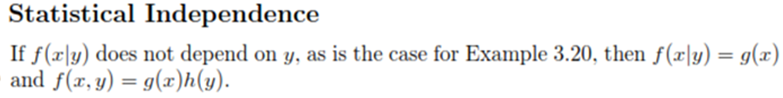 Statistical Independence
If f(x|y) does not depend on y, as is the case for Example 3.20, then f(x|y) = g(x)
and f(x, y) = g(x)h(y).